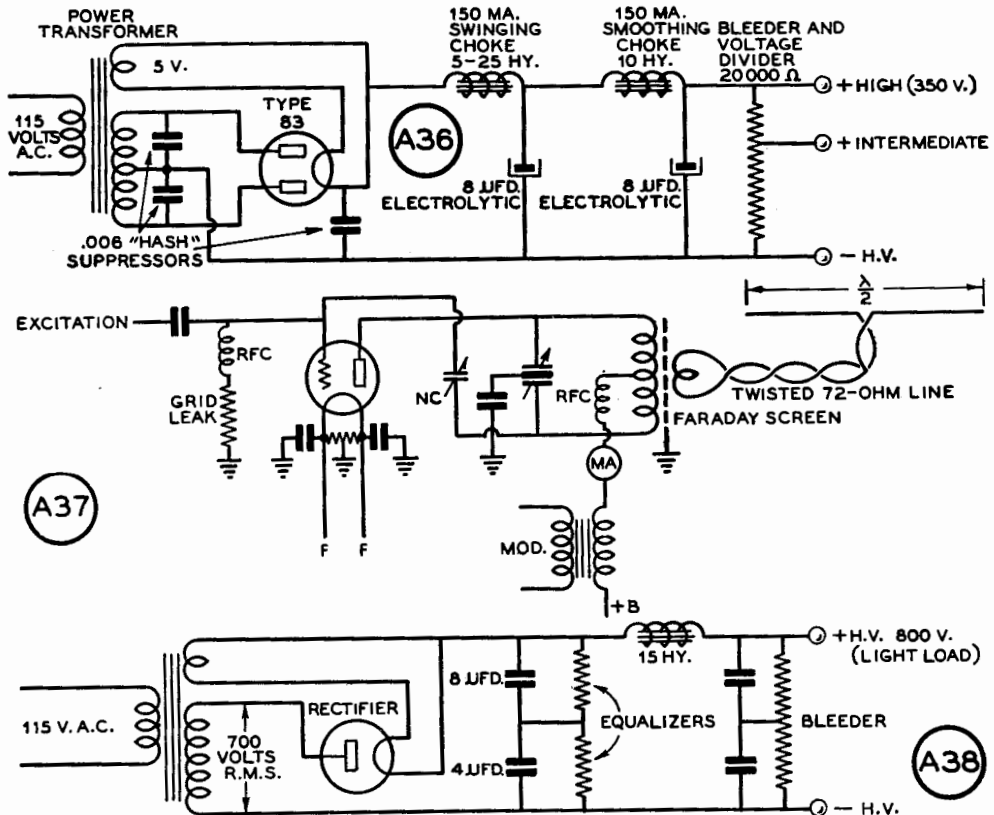 POWER
TRANSFORMER
5 V.
115
VOLTS
A.C.
TYPE
83
A36
.006 "HASH"
SUPPRESSORS
150 MA.
SWINGING
CHOKE
5-25 HY.
150 MA.
SMOOTHING
CHOKE
10 HY.
BLEEDER AND
VOLTAGE
DIVIDER
20000 Ω
8 µFD.
ELECTROLYTIC
8 µFD.
ELECTROLYTIC
+ HIGH (350 V.)
+ INTERMEDIATE
- H.V.
EXCITATION
RFC
GRID
LEAK
A37
F F
NC
RFC
MA
MOD.
+B
λ/2
TWISTED 72-OHM LINE
FARADAY SCREEN
115 V. A.C.
700
VOLTS
R.M.S.
RECTIFIER
8 µFD.
4 µFD.
EQUALIZERS
15 HY.
BLEEDER
+H.V. 800 V.
(LIGHT LOAD)
A38
- H.V.